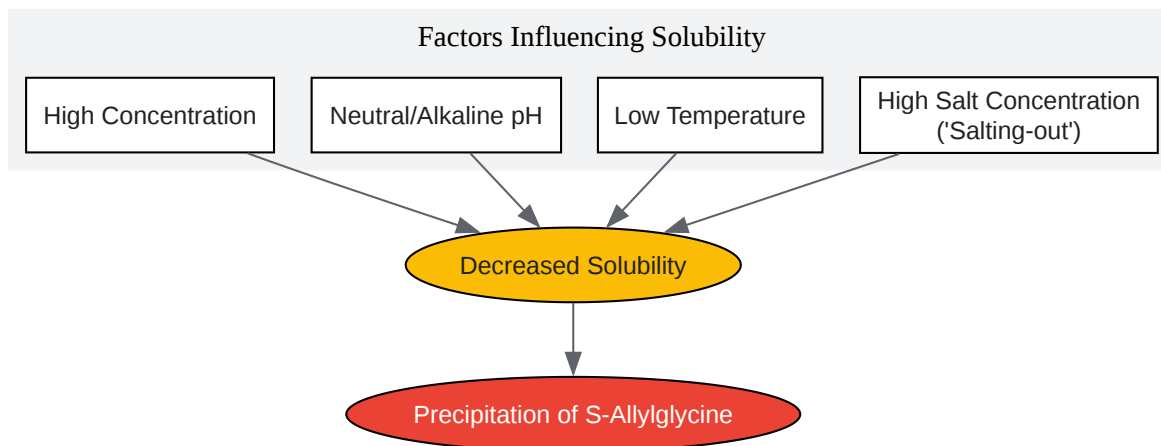 Factors Influencing Solubility
High Concentration
Neutral/Alkaline pH
Low Temperature
High Salt Concentration
('Salting-out')
Decreased Solubility
Precipitation of S-Allylglycine